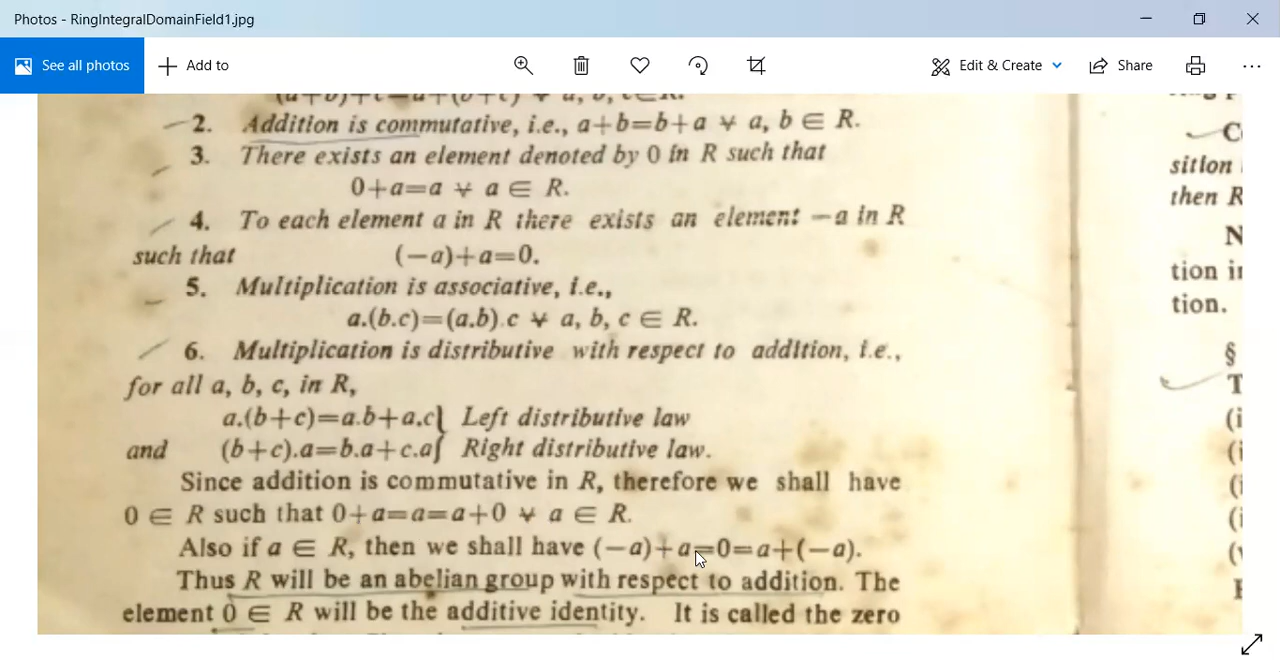 Photos - RingIntegralDomainField1.jpg
See all photos
Add to
Edit & Create
Share
2. Addition is commutative, i.e., a+b=b+a ∀ a, b ∈ R.
3. There exists an element denoted by 0 in R such that
0+a=a ∀ a ∈ R.
4. To each element a in R there exists an element −a in R
such that (−a)+a=0.
5. Multiplication is associative, i.e.,
a.(b.c)=(a.b).c ∀ a, b, c ∈ R.
6. Multiplication is distributive with respect to addition, i.e.,
for all a, b, c, in R,
a.(b+c)=a.b+a.c} Left distributive law
and (b+c).a=b.a+c.a} Right distributive law.
Since addition is commutative in R, therefore we shall have
0 ∈ R such that 0+a=a=a+0 ∀ a ∈ R.
Also if a ∈ R, then we shall have (−a)+a=0=a+(−a).
Thus R will be an abelian group with respect to addition. The
element 0 ∈ R will be the additive identity. It is called the zero
C
sition
then R
N
tion in
tion.
§
T
(i
(i
(i
(i